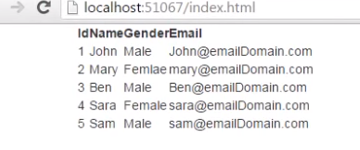 localhost:51067/index.html
IdNameGenderEmail
1 John Male John@emailDomain.com
2 Mary Femlae mary@emailDomain.com
3 Ben Male Ben@emailDomain.com
4 Sara Female sara@emailDomain.com
5 Sam Male sam@emailDomain.com